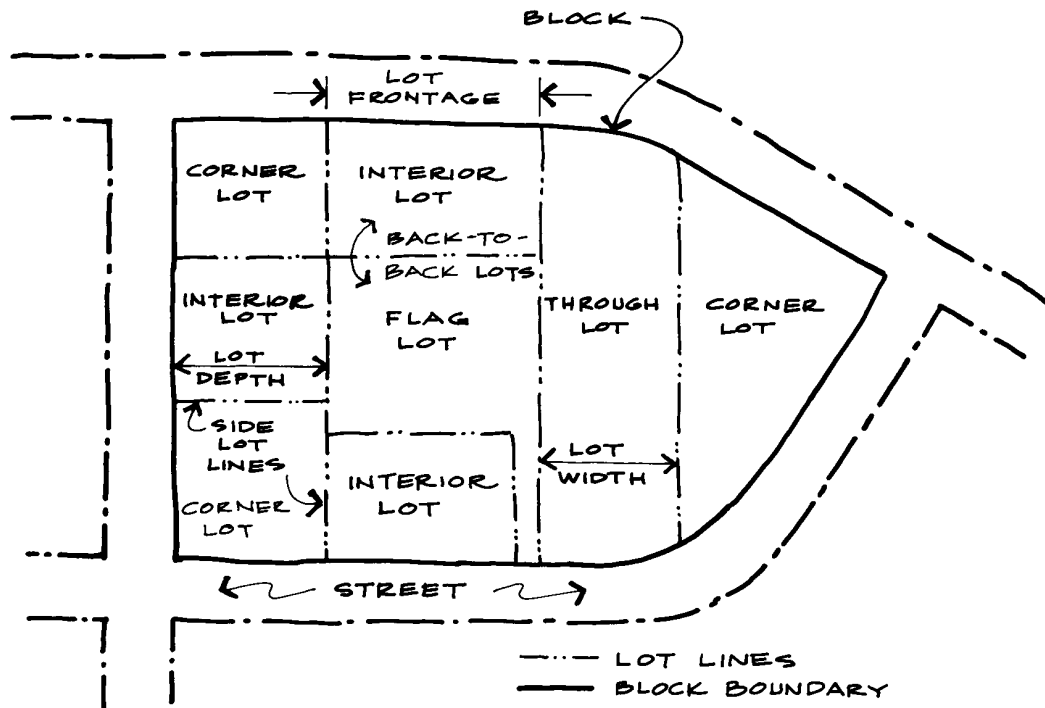 BLOCK
LOT
FRONTAGE
CORNER
LOT
INTERIOR
LOT
BACK-TO-
BACK LOTS
INTERIOR
LOT
FLAG
LOT
THROUGH
LOT
CORNER
LOT
LOT
DEPTH
SIDE
LOT
LINES
CORNER
LOT
INTERIOR
LOT
LOT
WIDTH
STREET
LOT LINES
BLOCK BOUNDARY